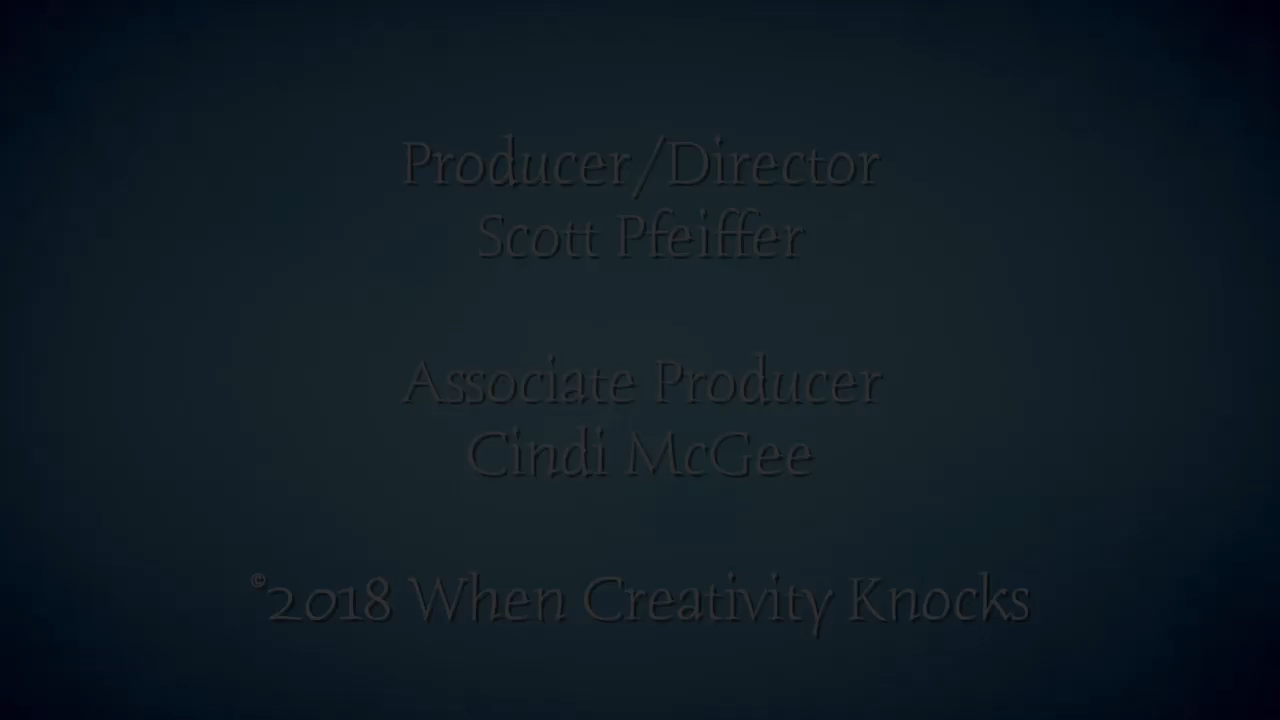 Producer/Director
Scott Pfeiffer
Associate Producer
Cindi McGee
©2018 When Creativity Knocks